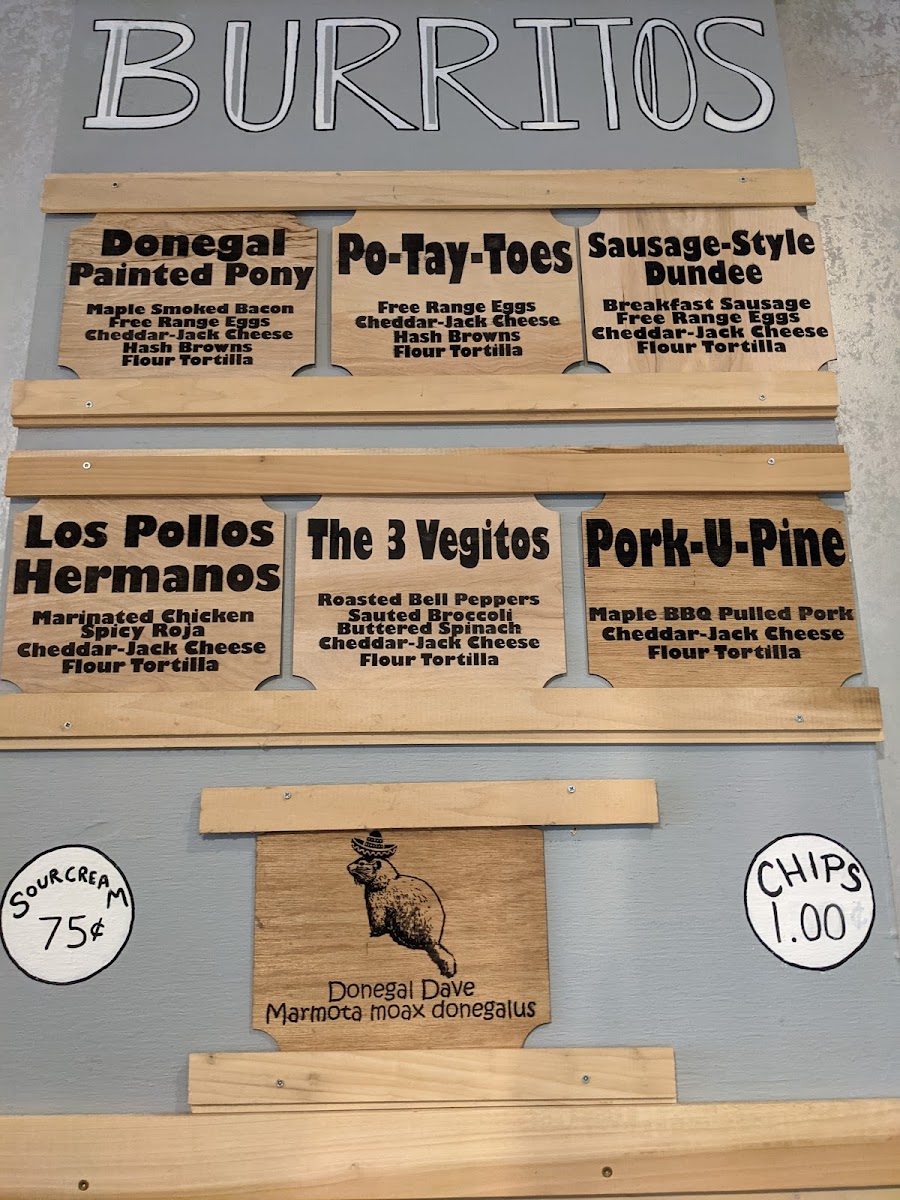 BURRITOS
Donegal
Painted Pony
Maple Smoked Bacon
Free Range Eggs
Cheddar-Jack Cheese
Hash Browns
Flour Tortilla
Po-Tay-Toes
Free Range Eggs
Cheddar-Jack Cheese
Hash Browns
Flour Tortilla
Sausage-Style
Dundee
Breakfast Sausage
Free Range Eggs
Cheddar-Jack Cheese
Flour Tortilla
Los Pollos
Hermanos
Marinated Chicken
Spicy Roja
Cheddar-Jack Cheese
Flour Tortilla
The 3 Vegitos
Roasted Bell Peppers
Sauted Broccoli
Buttered Spinach
Cheddar-Jack Cheese
Flour Tortilla
Pork-U-Pine
Maple BBQ Pulled Pork
Cheddar-Jack Cheese
Flour Tortilla
SOUR CREAM
75¢
Donegal Dave
Marmota moax donegalus
CHIPS
1.00¢